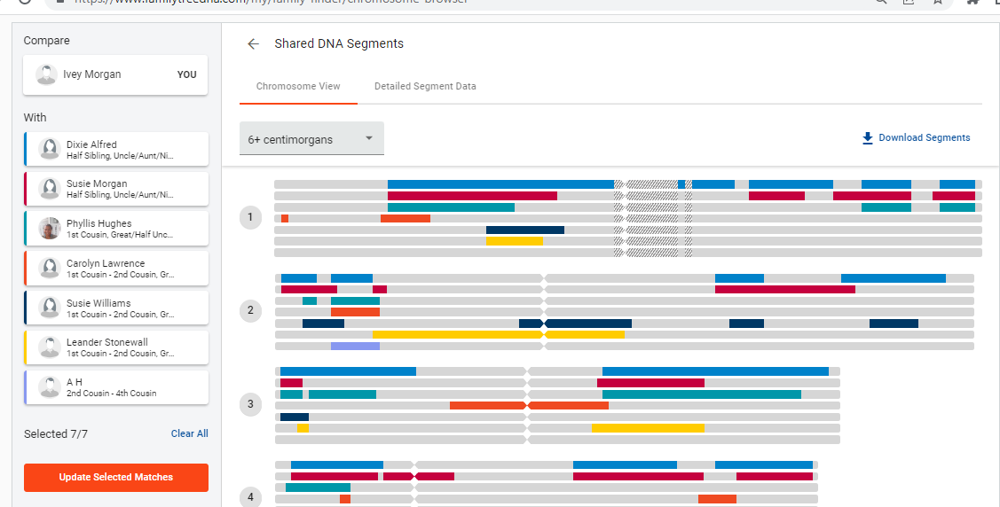 https://www.familytreedna.com/my/family-finder/chromosome-browser
Compare
Ivey Morgan YOU
With
Dixie Alfred
Half Sibling, Uncle/Aunt/Ni...
Susie Morgan
Half Sibling, Uncle/Aunt/Ni...
Phyllis Hughes
1st Cousin, Great/Half Unc...
Carolyn Lawrence
1st Cousin - 2nd Cousin, Gr...
Susie Williams
1st Cousin - 2nd Cousin, Gr...
Leander Stonewall
1st Cousin - 2nd Cousin, Gr...
A H
2nd Cousin - 4th Cousin
Selected 7/7 Clear All
Update Selected Matches
Shared DNA Segments
Chromosome View Detailed Segment Data
6+ centimorgans Download Segments
1
2
3
4